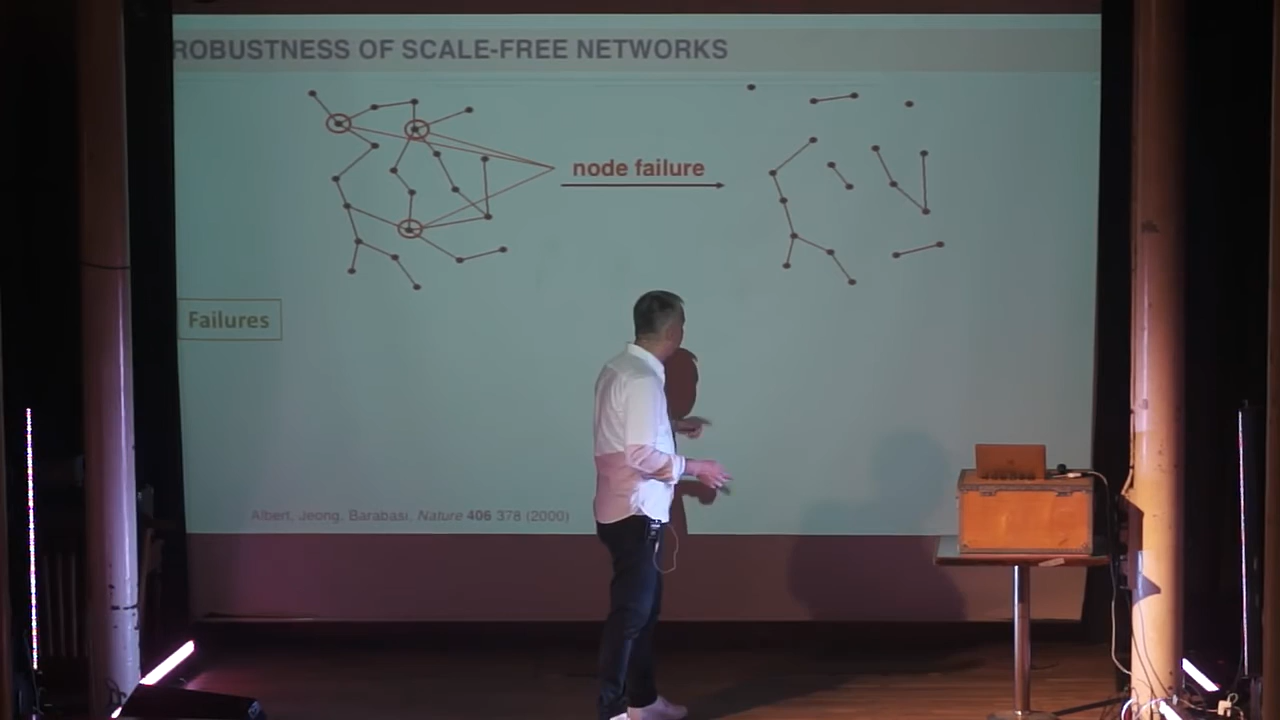 ROBUSTNESS OF SCALE-FREE NETWORKS
node failure
Failures
Albert, Jeong, Barabasi, Nature 406 378 (2000)